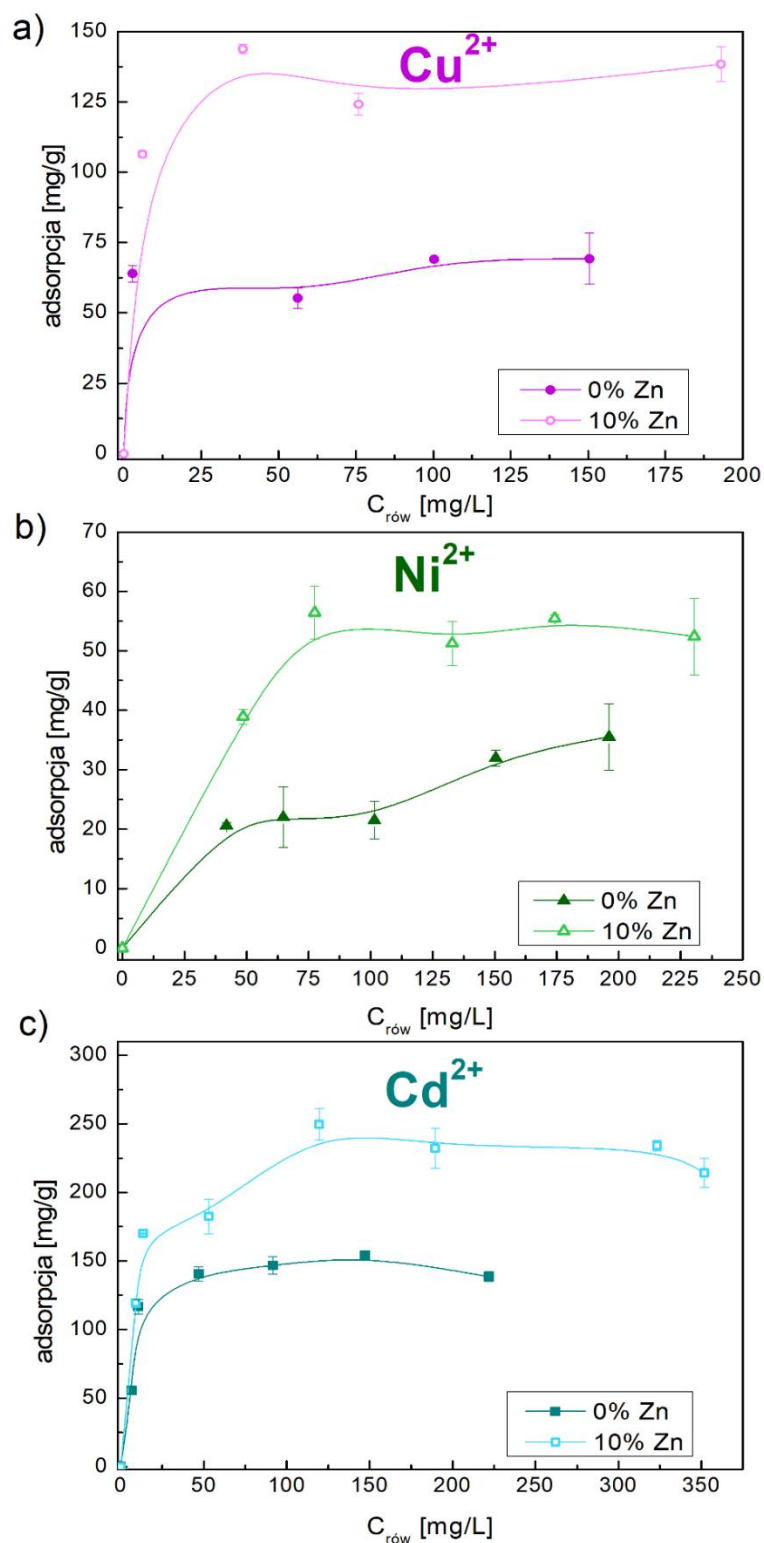 a)
Cu2+
150
125
100
75
50
25
0
adsorpcja [mg/g]
0% Zn
10% Zn
0 25 50 75 100 125 150 175 200
Crów [mg/L]
b)
Ni2+
70
60
50
40
30
20
10
0
adsorpcja [mg/g]
0% Zn
10% Zn
0 25 50 75 100 125 150 175 200 225 250
Crów [mg/L]
c)
Cd2+
300
250
200
150
100
50
0
adsorpcja [mg/g]
0% Zn
10% Zn
0 50 100 150 200 250 300 350
Crów [mg/L]